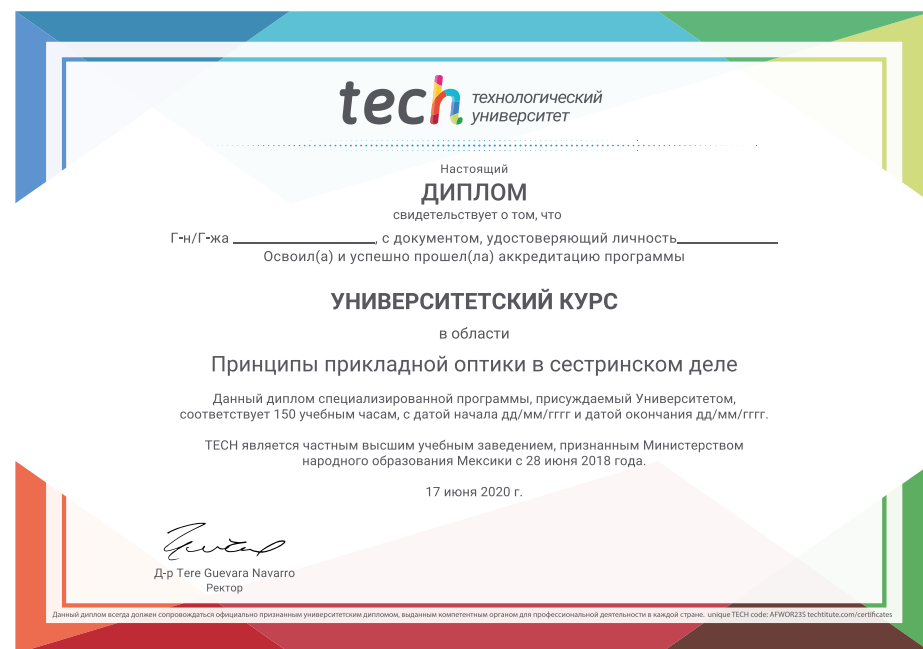 tech технологический
университет
Настоящий
ДИПЛОМ
свидетельствует о том, что
Г-н/Г-жа ________________, с документом, удостоверяющий личность____________
Освоил(а) и успешно прошел(ла) аккредитацию программы
УНИВЕРСИТЕТСКИЙ КУРС
в области
Принципы прикладной оптики в сестринском деле
Данный диплом специализированной программы, присуждаемый Университетом,
соответствует 150 учебным часам, с датой начала дд/мм/гггг и датой окончания дд/мм/гггг.
TECH является частным высшим учебным заведением, признанным Министерством
народного образования Мексики с 28 июня 2018 года.
17 июня 2020 г.
Д-р Tere Guevara Navarro
Ректор
Данный диплом всегда должен сопровождаться официально признанным университетским дипломом, выданным компетентным органом для профессиональной деятельности в каждой стране. unique TECH code: AFWOR23S techtitute.com/certificates